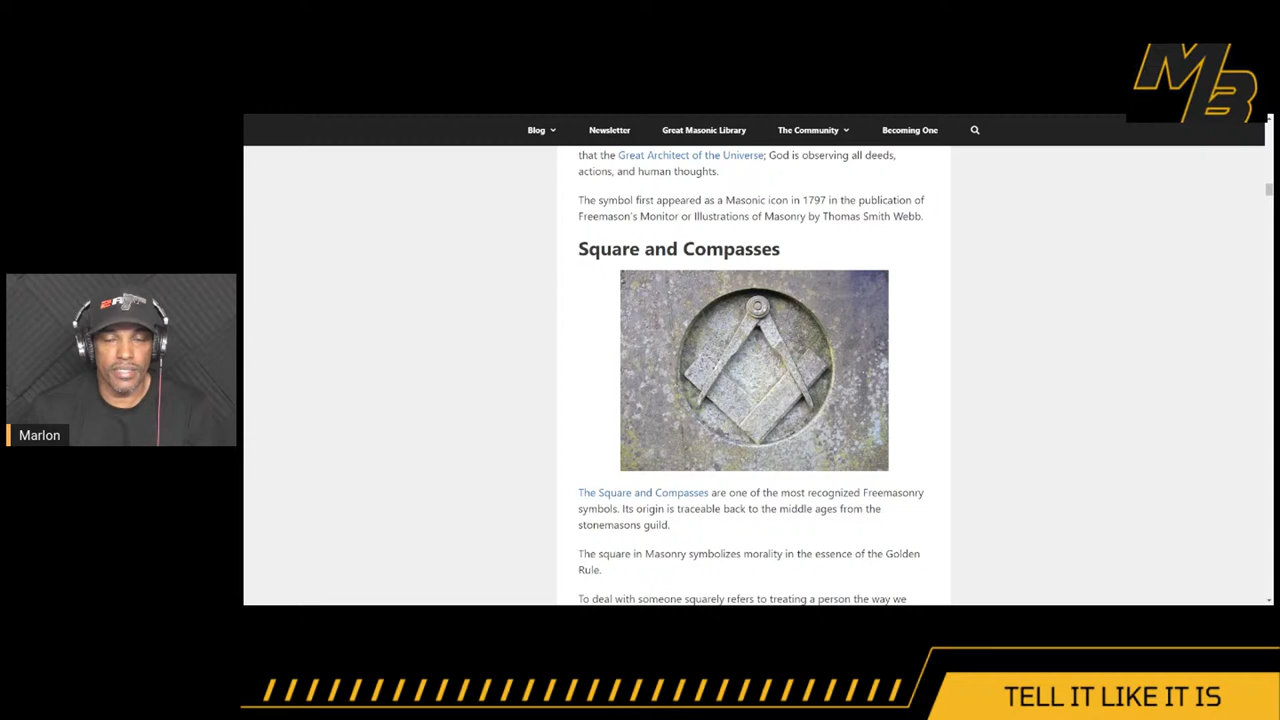 MB
Blog
Newsletter
Great Masonic Library
The Community
Becoming One
that the Great Architect of the Universe; God is observing all deeds,
actions, and human thoughts.
The symbol first appeared as a Masonic icon in 1797 in the publication of
Freemason's Monitor or Illustrations of Masonry by Thomas Smith Webb.
Square and Compasses
The Square and Compasses are one of the most recognized Freemasonry
symbols. Its origin is traceable back to the middle ages from the
stonemasons guild.
The square in Masonry symbolizes morality in the essence of the Golden
Rule.
To deal with someone squarely refers to treating a person the way we
Marlon
TELL IT LIKE IT IS